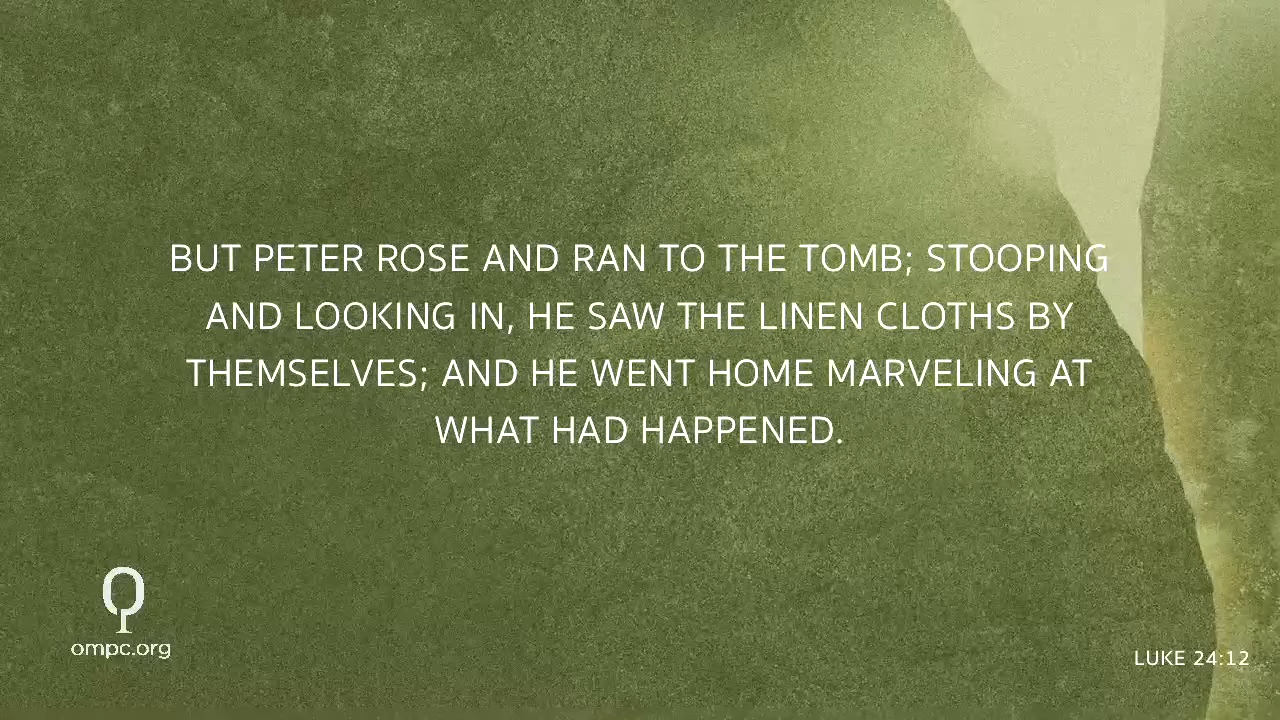 BUT PETER ROSE AND RAN TO THE TOMB; STOOPING
AND LOOKING IN, HE SAW THE LINEN CLOTHS BY
THEMSELVES; AND HE WENT HOME MARVELING AT
WHAT HAD HAPPENED.
ompc.org
LUKE 24:12